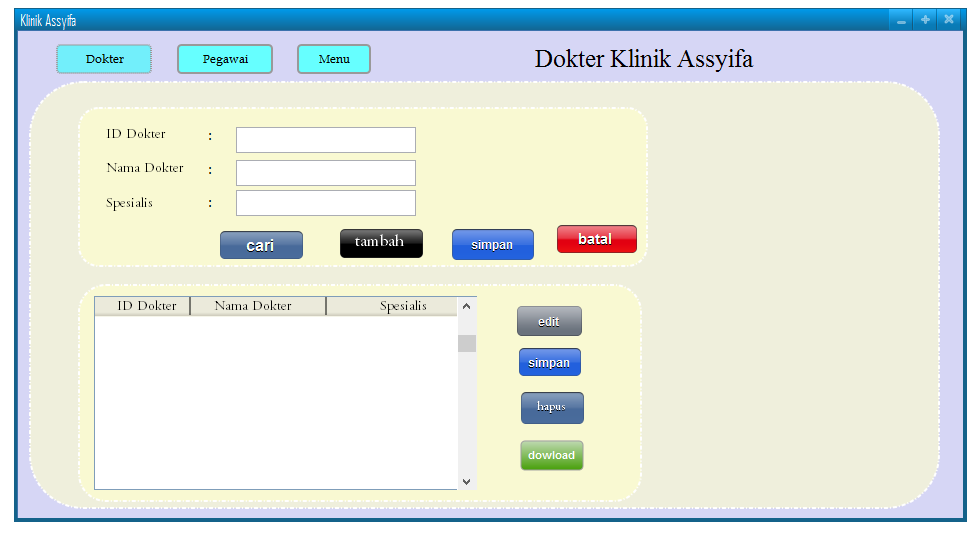 Klinik Assyifa
Dokter Pegawai Menu Dokter Klinik Assyifa
ID Dokter :
Nama Dokter :
Spesialis :
cari tambah simpan batal
ID Dokter Nama Dokter Spesialis
edit
simpan
hapus
dowload